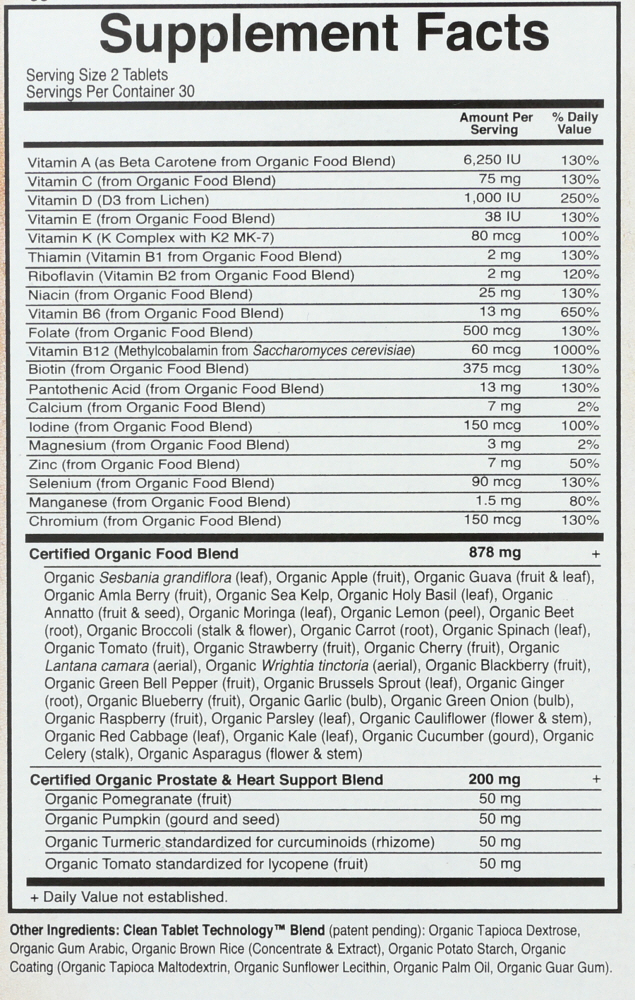 Supplement Facts
Serving Size 2 Tablets
Servings Per Container 30
Amount Per Serving % Daily Value
Vitamin A (as Beta Carotene from Organic Food Blend) 6,250 IU 130%
Vitamin C (from Organic Food Blend) 75 mg 130%
Vitamin D (D3 from Lichen) 1,000 IU 250%
Vitamin E (from Organic Food Blend) 38 IU 130%
Vitamin K (K Complex with K2 MK-7) 80 mcg 100%
Thiamin (Vitamin B1 from Organic Food Blend) 2 mg 130%
Riboflavin (Vitamin B2 from Organic Food Blend) 2 mg 120%
Niacin (from Organic Food Blend) 25 mg 130%
Vitamin B6 (from Organic Food Blend) 13 mg 650%
Folate (from Organic Food Blend) 500 mcg 130%
Vitamin B12 (Methylcobalamin from Saccharomyces cerevisiae) 60 mcg 1000%
Biotin (from Organic Food Blend) 375 mcg 130%
Pantothenic Acid (from Organic Food Blend) 13 mg 130%
Calcium (from Organic Food Blend) 7 mg 2%
Iodine (from Organic Food Blend) 150 mcg 100%
Magnesium (from Organic Food Blend) 3 mg 2%
Zinc (from Organic Food Blend) 7 mg 50%
Selenium (from Organic Food Blend) 90 mcg 130%
Manganese (from Organic Food Blend) 1.5 mg 80%
Chromium (from Organic Food Blend) 150 mcg 130%
Certified Organic Food Blend 878 mg +
Organic Sesbania grandiflora (leaf), Organic Apple (fruit), Organic Guava (fruit & leaf),
Organic Amla Berry (fruit), Organic Sea Kelp, Organic Holy Basil (leaf), Organic
Annatto (fruit & seed), Organic Moringa (leaf), Organic Lemon (peel), Organic Beet
(root), Organic Broccoli (stalk & flower), Organic Carrot (root), Organic Spinach (leaf),
Organic Tomato (fruit), Organic Strawberry (fruit), Organic Cherry (fruit), Organic
Lantana camara (aerial), Organic Wrightia tinctoria (aerial), Organic Blackberry (fruit),
Organic Green Bell Pepper (fruit), Organic Brussels Sprout (leaf), Organic Ginger
(root), Organic Blueberry (fruit), Organic Garlic (bulb), Organic Green Onion (bulb),
Organic Raspberry (fruit), Organic Parsley (leaf), Organic Cauliflower (flower & stem),
Organic Red Cabbage (leaf), Organic Kale (leaf), Organic Cucumber (gourd), Organic
Celery (stalk), Organic Asparagus (flower & stem)
Certified Organic Prostate & Heart Support Blend 200 mg +
Organic Pomegranate (fruit) 50 mg
Organic Pumpkin (gourd and seed) 50 mg
Organic Turmeric standardized for curcuminoids (rhizome) 50 mg
Organic Tomato standardized for lycopene (fruit) 50 mg
+ Daily Value not established.
Other Ingredients: Clean Tablet Technology™ Blend (patent pending): Organic Tapioca Dextrose,
Organic Gum Arabic, Organic Brown Rice (Concentrate & Extract), Organic Potato Starch, Organic
Coating (Organic Tapioca Maltodextrin, Organic Sunflower Lecithin, Organic Palm Oil, Organic Guar Gum).